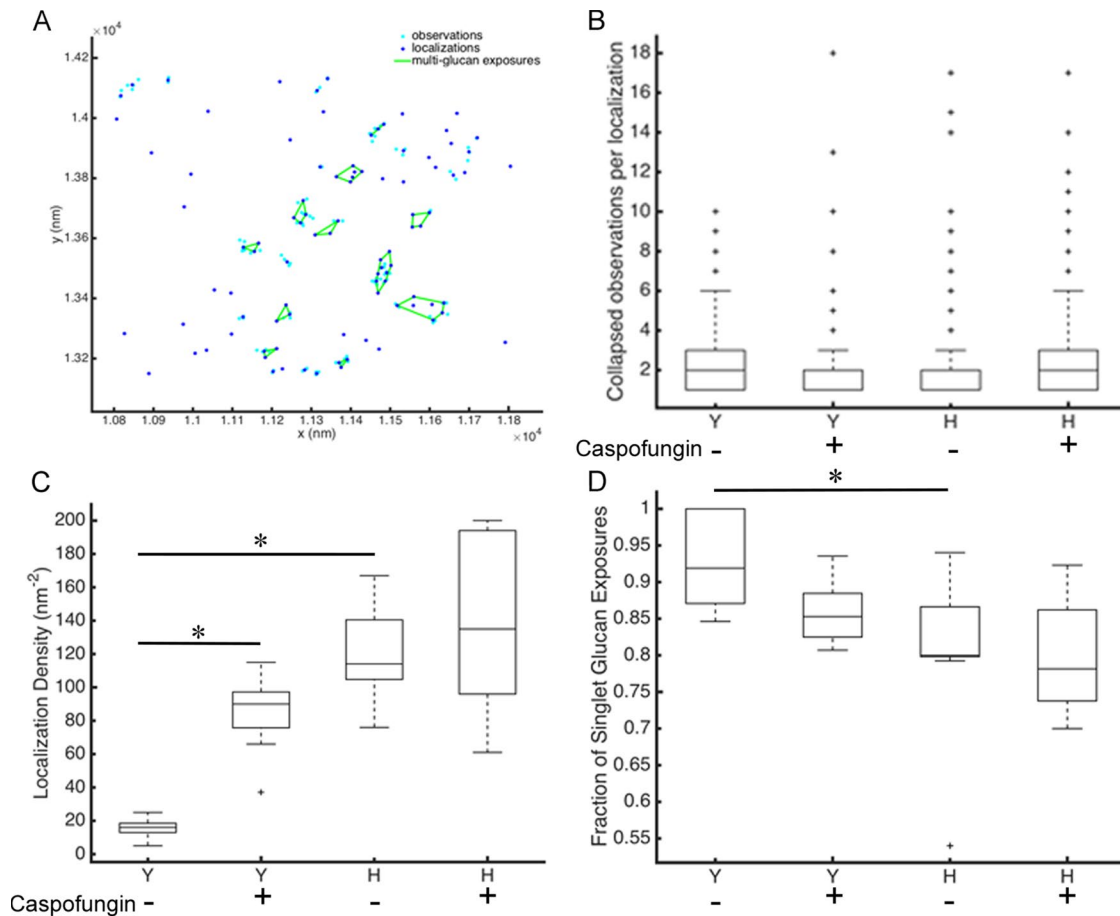 A
×10⁴
observations
localizations
multi-glucan exposures
1.42
1.4
1.38
1.36
1.34
1.32
y (nm)
1.08 1.09 1.1 1.11 1.12 1.13 1.14 1.15 1.16 1.17 1.18
x (nm)
×10⁴
B
Collapsed observations per localization
18
16
14
12
10
8
6
4
2
Y Y H H
Caspofungin - + - +
C
Localization Density (nm⁻²)
200
180
160
140
120
100
80
60
40
20
0
*
*
Y Y H H
Caspofungin - + - +
D
Fraction of Singlet Glucan Exposures
*
1
0.95
0.9
0.85
0.8
0.75
0.7
0.65
0.6
0.55
Y Y H H
- + - +